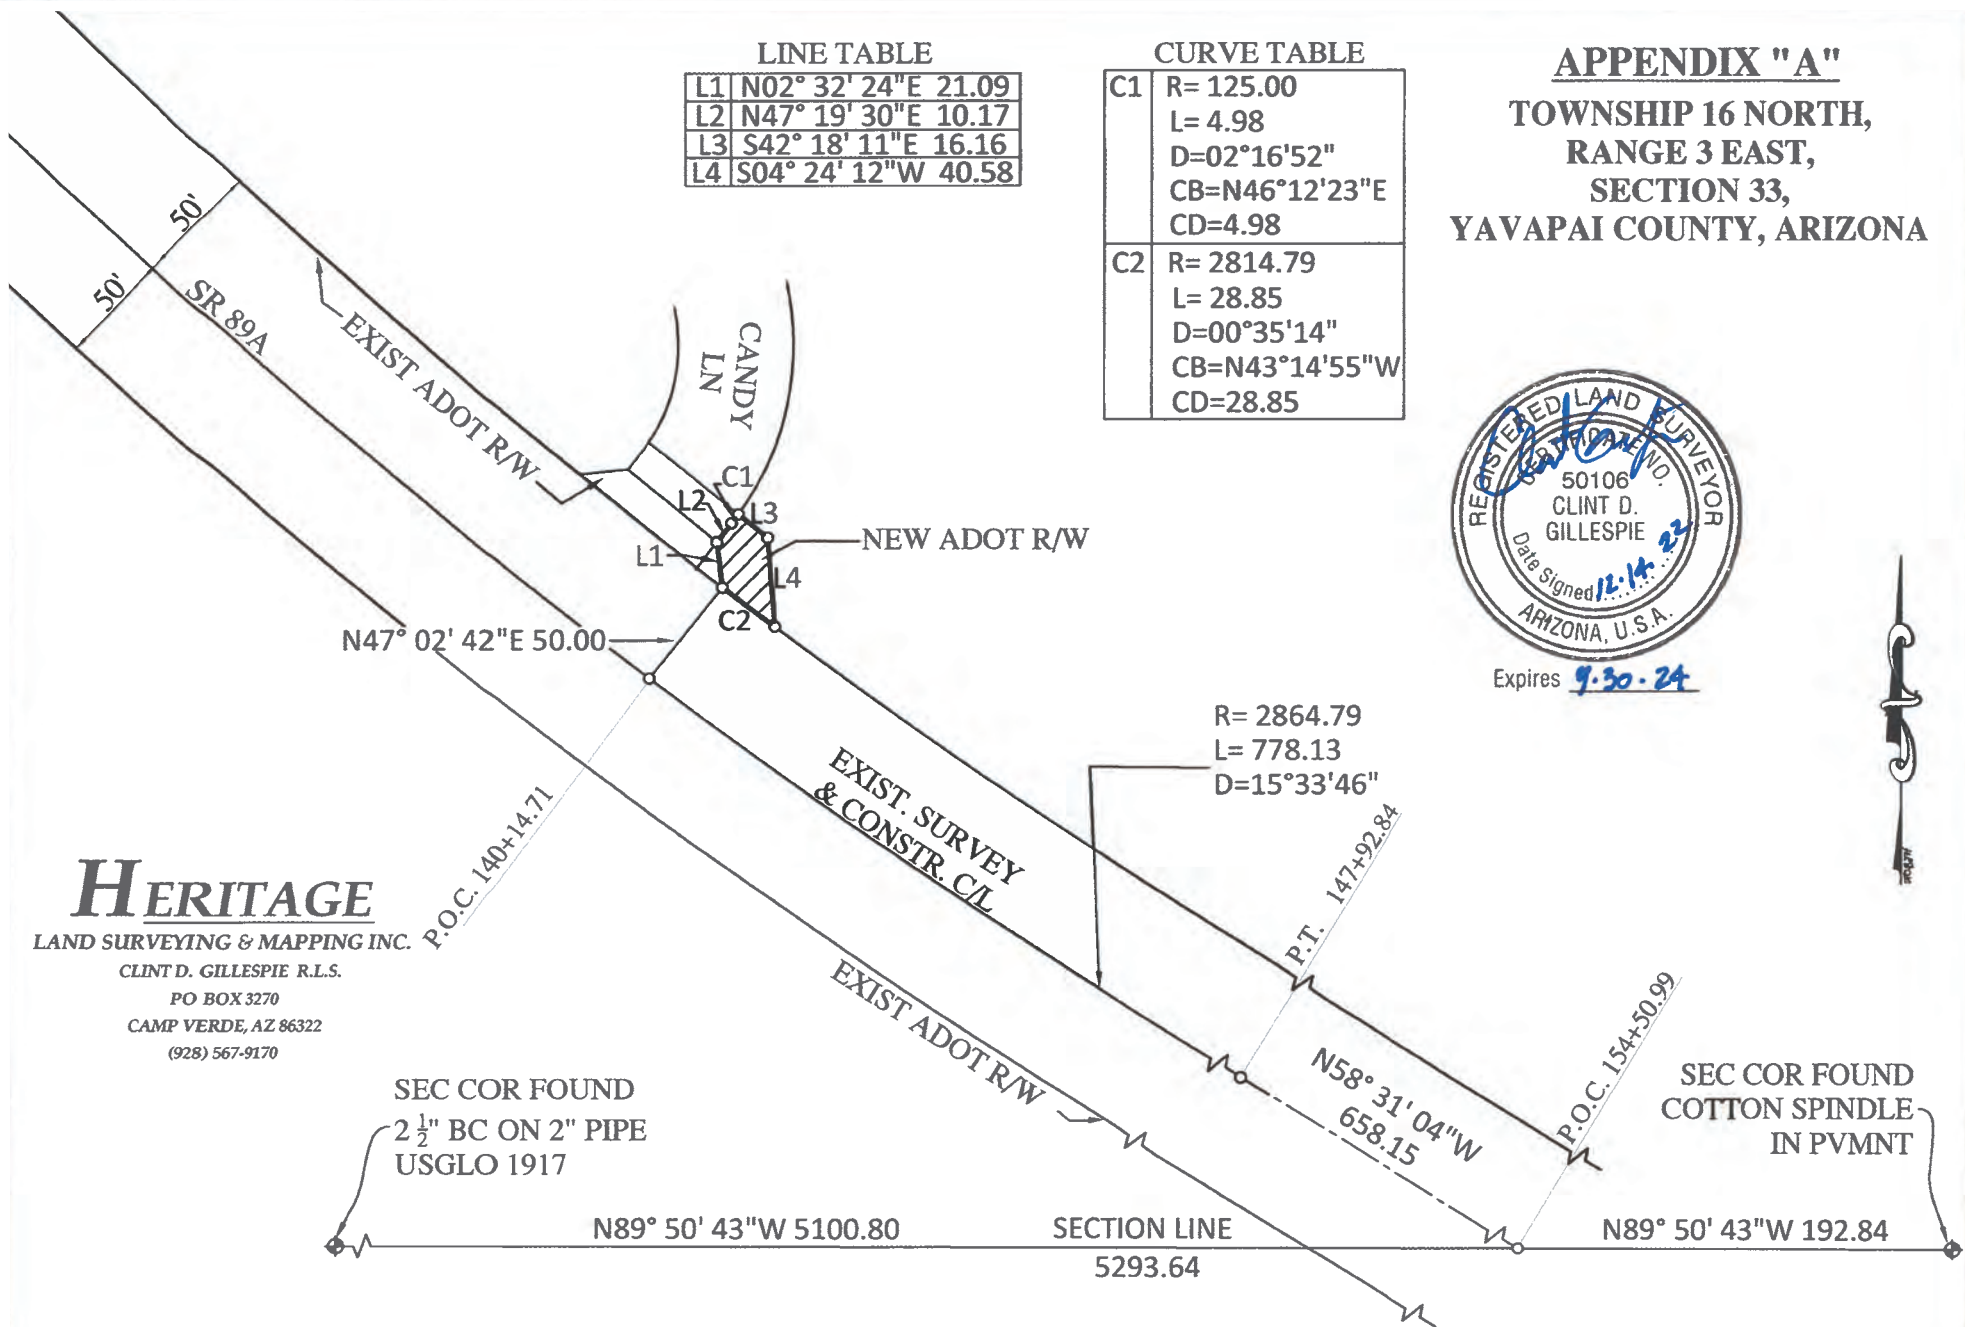 LINE TABLE
L1 N02° 32' 24"E 21.09
L2 N47° 19' 30"E 10.17
L3 S42° 18' 11"E 16.16
L4 S04° 24' 12"W 40.58
CURVE TABLE
C1 R= 125.00
L= 4.98
D=02°16'52"
CB=N46°12'23"E
CD=4.98
C2 R= 2814.79
L= 28.85
D=00°35'14"
CB=N43°14'55"W
CD=28.85
APPENDIX "A"
TOWNSHIP 16 NORTH,
RANGE 3 EAST,
SECTION 33,
YAVAPAI COUNTY, ARIZONA
50'
50'
SR 89A
EXIST ADOT R/W
CANDY
LN
C1
L2
L3
L1
L4
C2
NEW ADOT R/W
N47° 02' 42"E 50.00
REGISTERED LAND SURVEYOR
CERTIFICATE NO.
50106
CLINT D.
GILLESPIE
Date Signed 12.14.22
ARIZONA, U.S.A.
Expires 9.30.24
R= 2864.79
L= 778.13
D=15°33'46"
EXIST. SURVEY
& CONSTR. C/L
P.O.C. 140+14.71
P.T. 147+92.84
P.O.C. 154+50.99
HERITAGE
LAND SURVEYING & MAPPING INC.
CLINT D. GILLESPIE R.L.S.
PO BOX 3270
CAMP VERDE, AZ 86322
(928) 567-9170
EXIST ADOT R/W
N58° 31' 04"W
658.15
SEC COR FOUND
2 1/2" BC ON 2" PIPE
USGLO 1917
SEC COR FOUND
COTTON SPINDLE
IN PVMNT
N89° 50' 43"W 5100.80
SECTION LINE
5293.64
N89° 50' 43"W 192.84